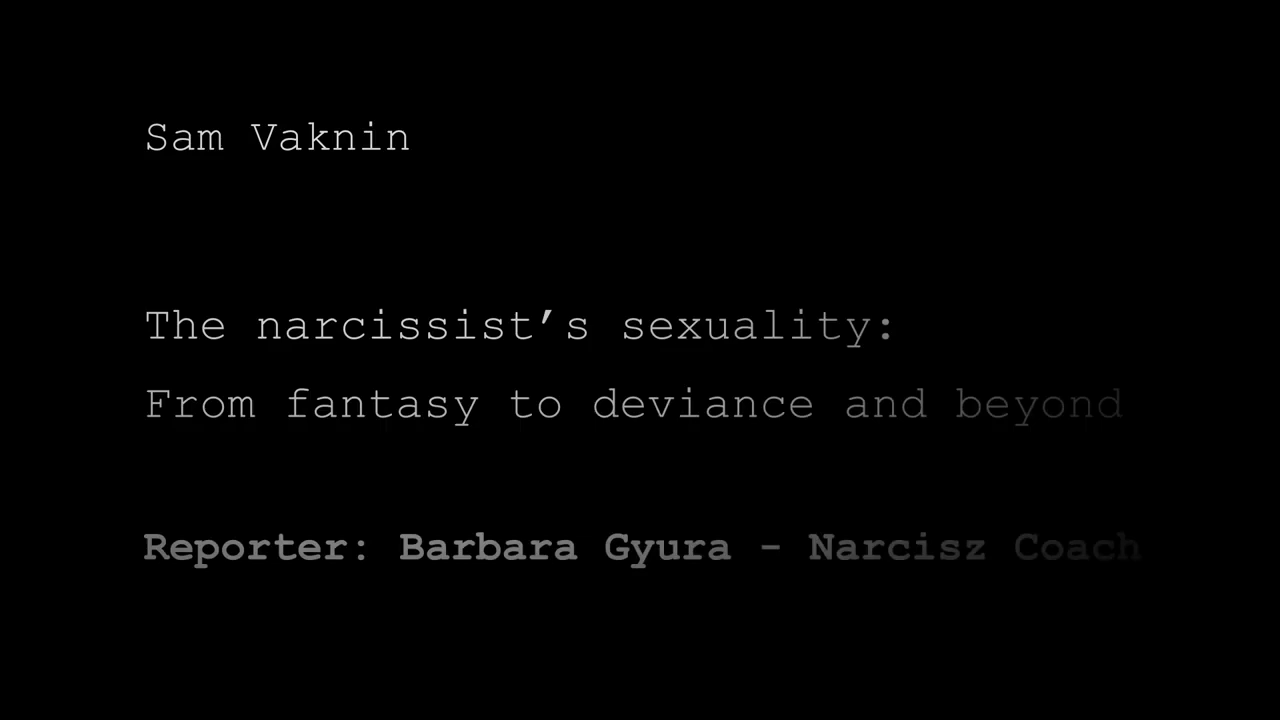 Sam Vaknin
The narcissist’s sexuality:
From fantasy to deviance and beyond
Reporter: Barbara Gyura - Narcisz Coach